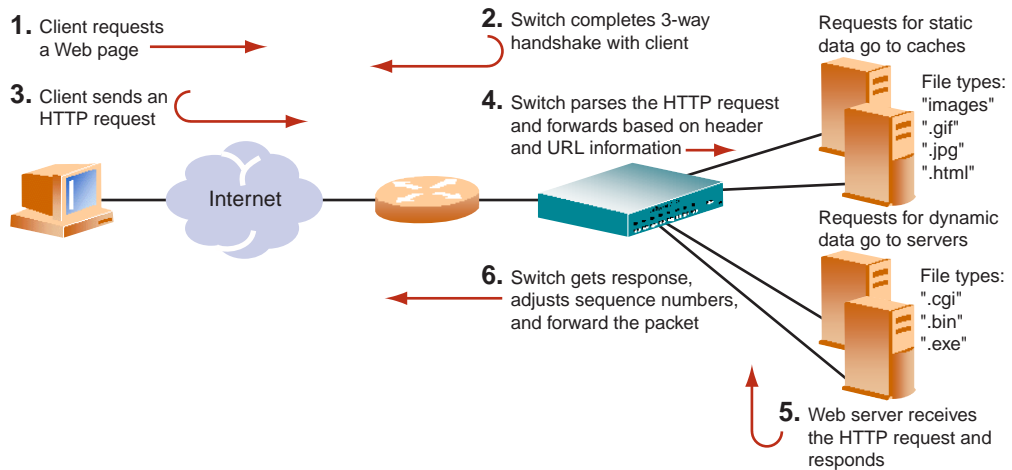 1. Client requests
a Web page
2. Switch completes 3-way
handshake with client
Requests for static
data go to caches
3. Client sends an
HTTP request
4. Switch parses the HTTP request
and forwards based on header
and URL information
File types:
"images"
".gif"
".jpg"
".html"
Internet
Requests for dynamic
data go to servers
6. Switch gets response,
adjusts sequence numbers,
and forward the packet
File types:
".cgi"
".bin"
".exe"
5. Web server receives
the HTTP request and
responds